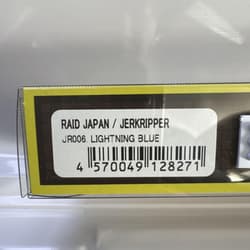 RAID JAPAN / JERKRIPPER
JR006. LIGHTNING BLUE
4 570049 128271